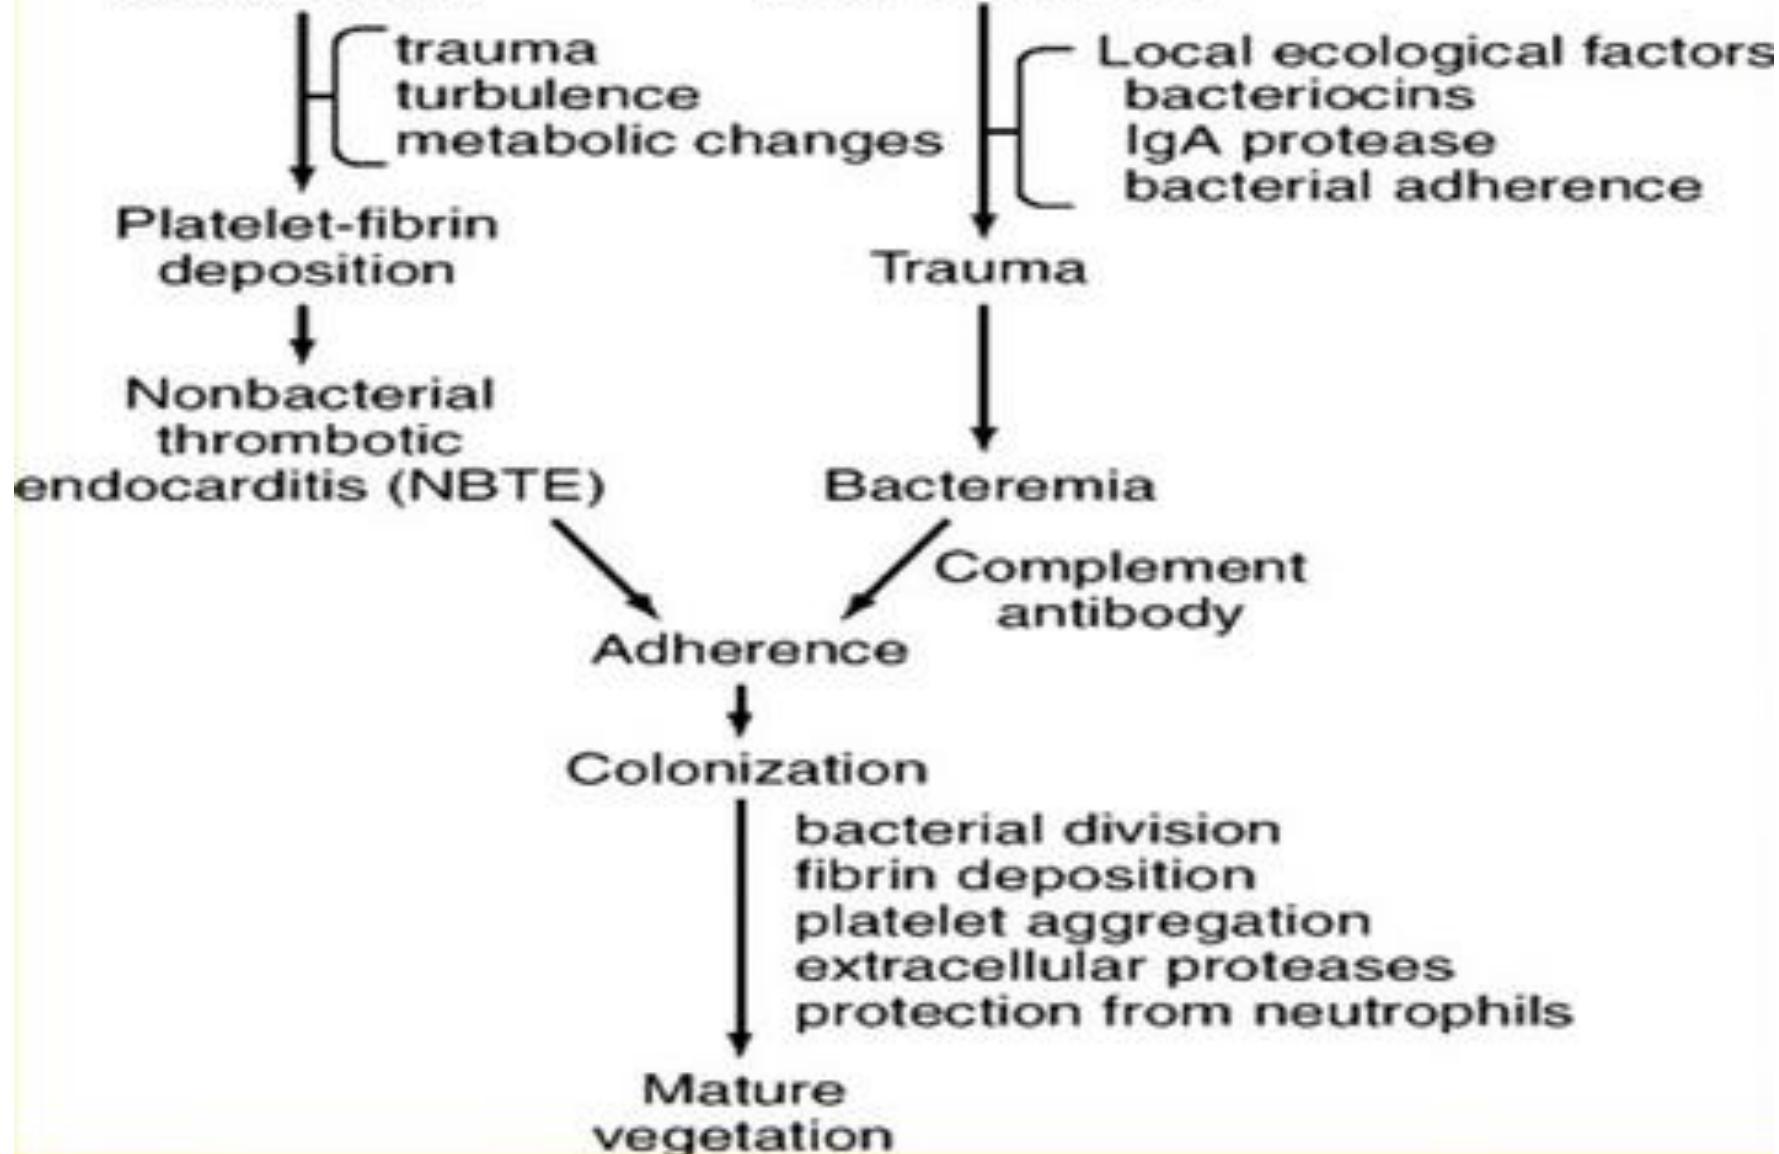 trauma
turbulence
metabolic changes
Local ecological factors
bacteriocins
IgA protease
bacterial adherence
Platelet-fibrin
deposition
Trauma
Nonbacterial
thrombotic
endocarditis (NBTE)
Bacteremia
Complement
antibody
Adherence
Colonization
bacterial division
fibrin deposition
platelet aggregation
extracellular proteases
protection from neutrophils
Mature
vegetation